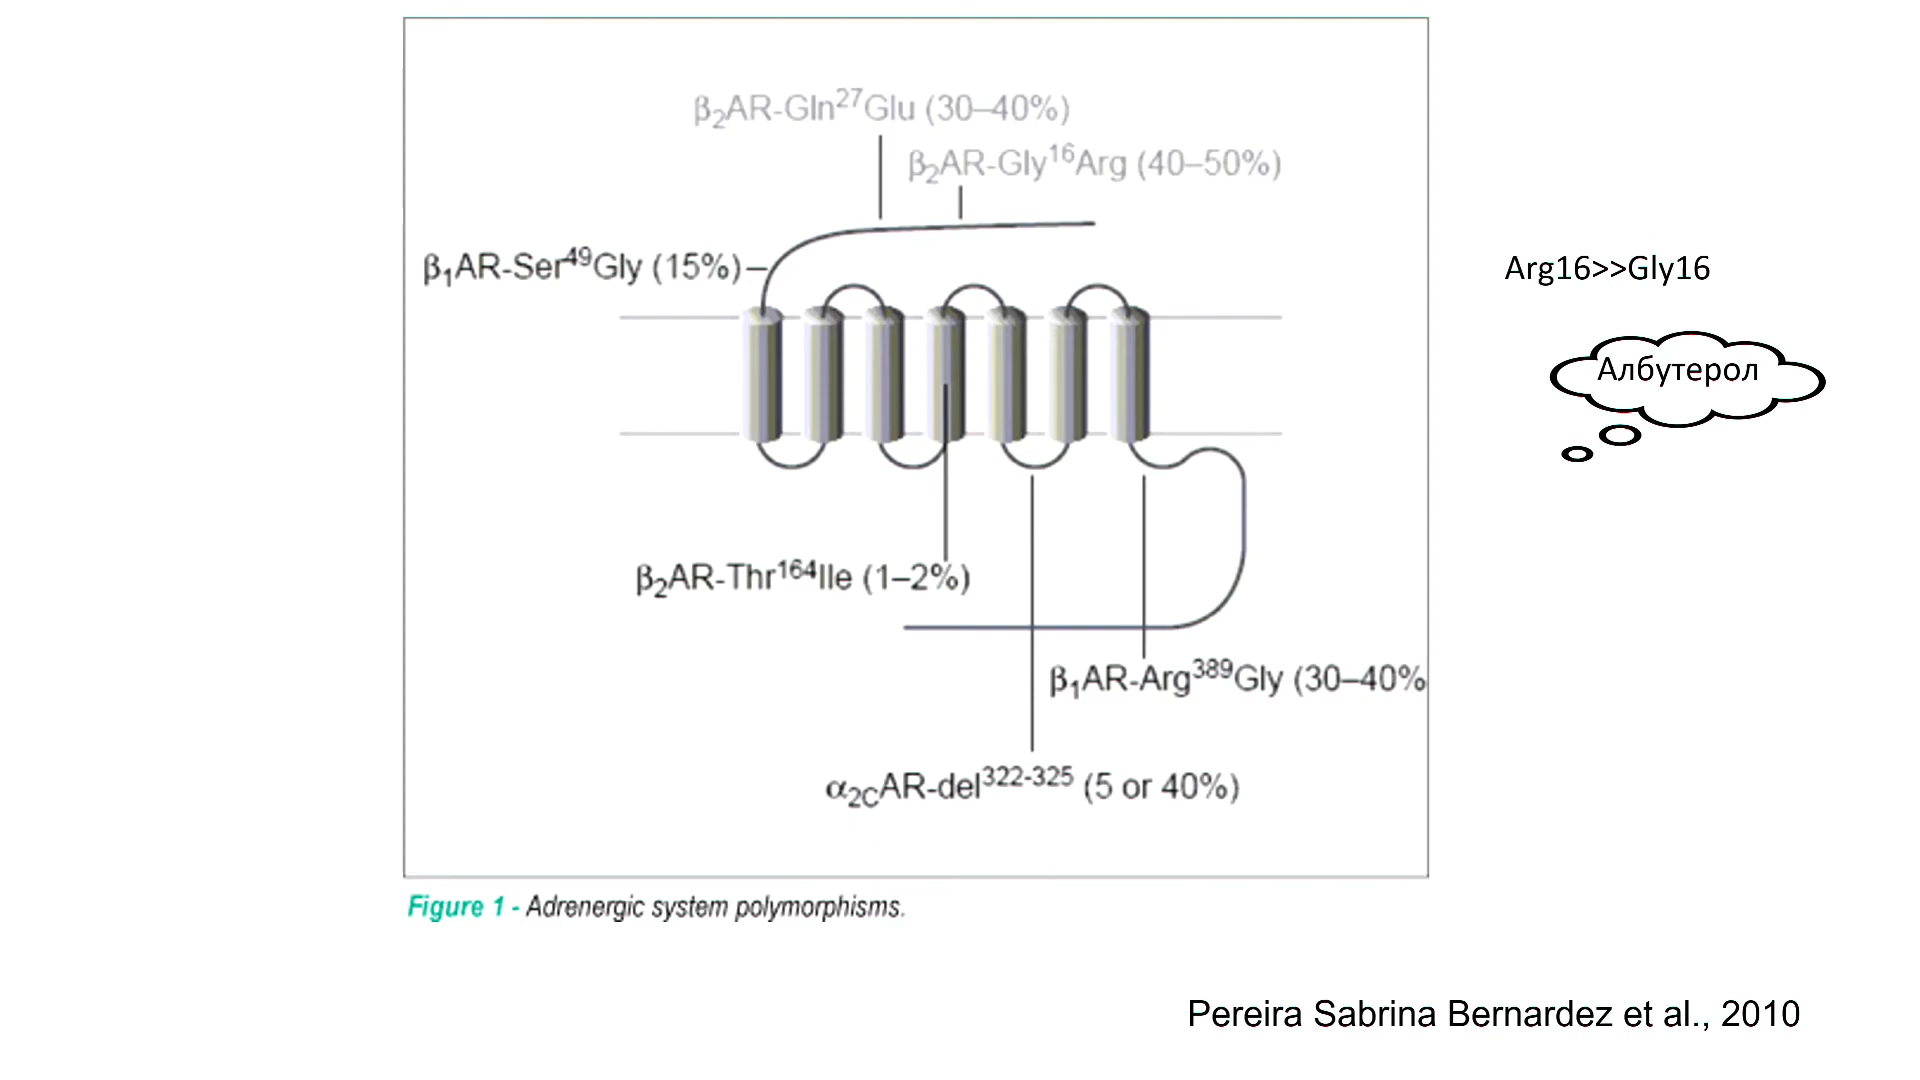 β₂AR-Gln²⁷Glu (30–40%)
β₂AR-Gly¹⁶Arg (40–50%)
β₁AR-Ser⁴⁹Gly (15%)
Arg16>>Gly16
Албутерол
β₂AR-Thr¹⁶⁴Ile (1–2%)
β₁AR-Arg³⁸⁹Gly (30–40%
α₂CAR-del³²²⁻³²⁵ (5 or 40%)
Figure 1 - Adrenergic system polymorphisms.
Pereira Sabrina Bernardez et al., 2010